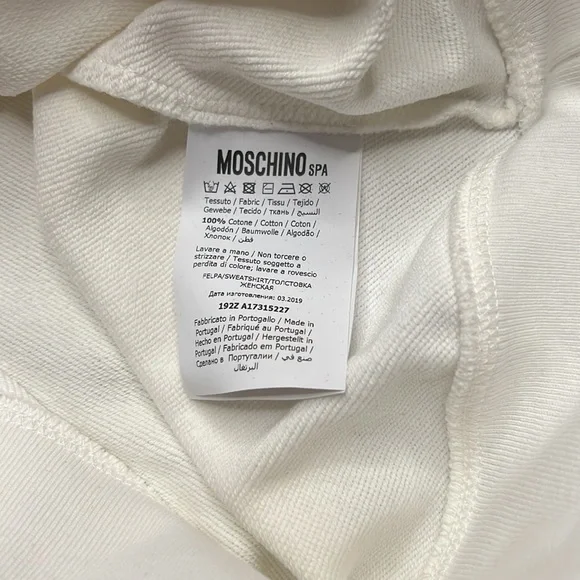 MOSCHINO SPA
Tessuto / Fabric / Tissu / Tejido /
Gewebe / Tecido / ткань / النسيج
100% Cotone / Cotton / Coton /
Algodón / Baumwolle / Algodão /
Хлопок / قطن
Lavare a mano / Non torcere o
strizzare / Tessuto soggetto a
perdita di colore; lavare a rovescio
FELPA/SWEATSHIRT/ТОЛСТОВКА
ЖЕНСКАЯ
Дата изготовления: 03.2019
192Z A17315227
Fabbricato in Portogallo / Made in
Portugal / Fabriqué au Portugal /
Hecho en Portugal / Hergestellt in
Portugal / Fabricado em Portugal /
Сделано в Португалии / صنع في
البرتغال